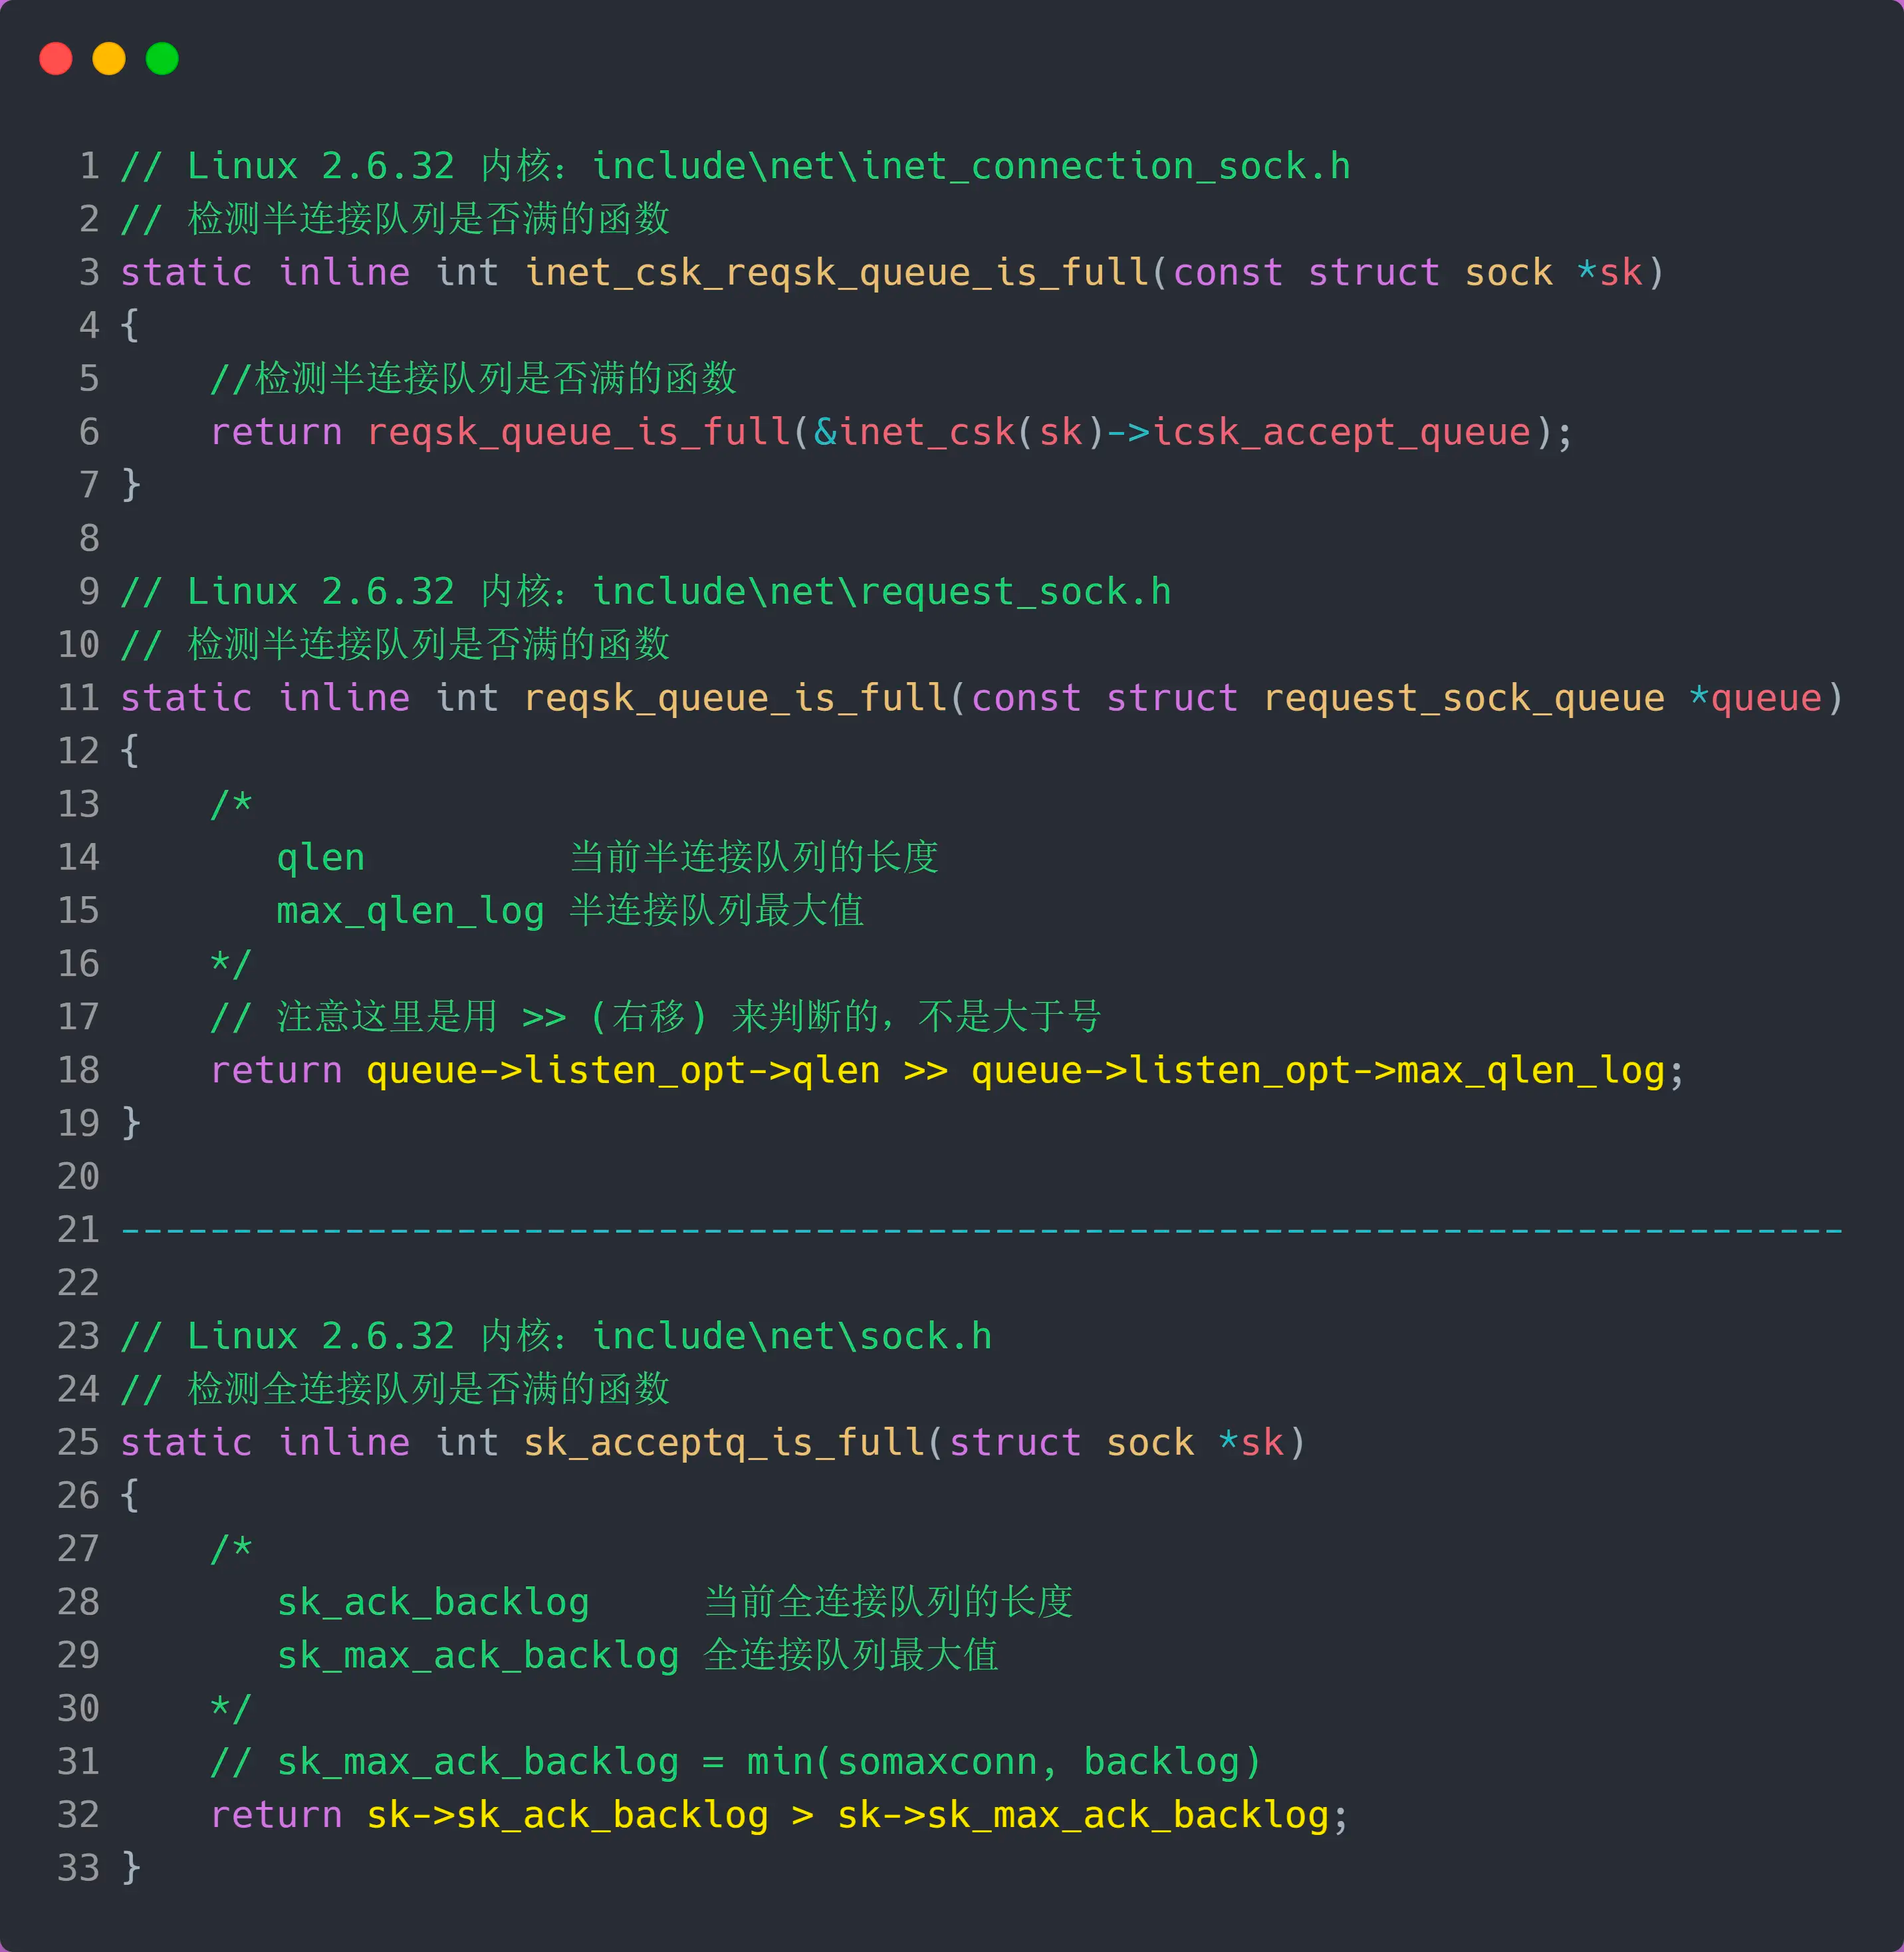 1 // Linux 2.6.32 内核：include\net\inet_connection_sock.h
2 // 检测半连接队列是否满的函数
3 static inline int inet_csk_reqsk_queue_is_full(const struct sock *sk)
4 {
5     //检测半连接队列是否满的函数
6     return reqsk_queue_is_full(&inet_csk(sk)->icsk_accept_queue);
7 }
8
9 // Linux 2.6.32 内核：include\net\request_sock.h
10 // 检测半连接队列是否满的函数
11 static inline int reqsk_queue_is_full(const struct request_sock_queue *queue)
12 {
13     /*
14        qlen         当前半连接队列的长度
15        max_qlen_log 半连接队列最大值
16     */
17     // 注意这里是用 >> (右移) 来判断的，不是大于号
18     return queue->listen_opt->qlen >> queue->listen_opt->max_qlen_log;
19 }
20
21 -----------------------------------------------------------------------------
22
23 // Linux 2.6.32 内核：include\net\sock.h
24 // 检测全连接队列是否满的函数
25 static inline int sk_acceptq_is_full(struct sock *sk)
26 {
27     /*
28        sk_ack_backlog     当前全连接队列的长度
29        sk_max_ack_backlog 全连接队列最大值
30     */
31     // sk_max_ack_backlog = min(somaxconn, backlog)
32     return sk->sk_ack_backlog > sk->sk_max_ack_backlog;
33 }